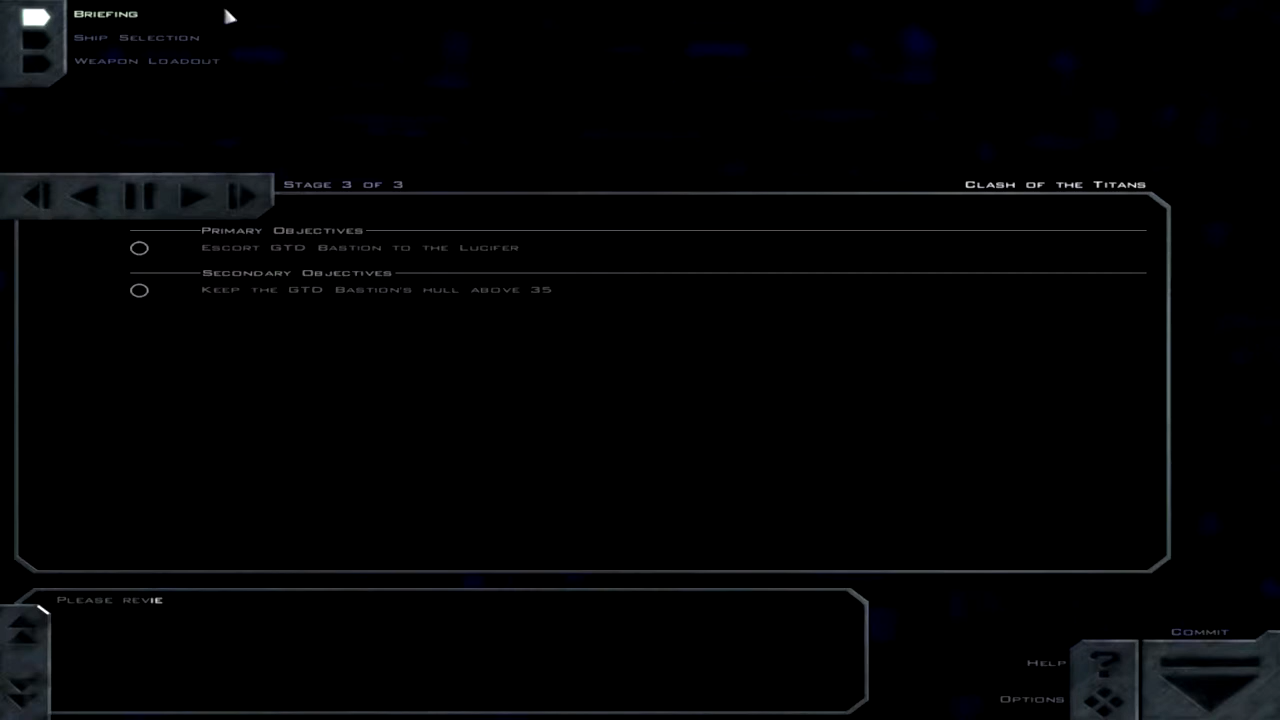 Briefing
Ship Selection
Weapon Loadout
Stage 3 of 3
Clash of the Titans
Primary Objectives
Escort GTD Bastion to the Lucifer
Secondary Objectives
Keep the GTD Bastion's hull above 35
Please revie
Commit
Help
?
Options